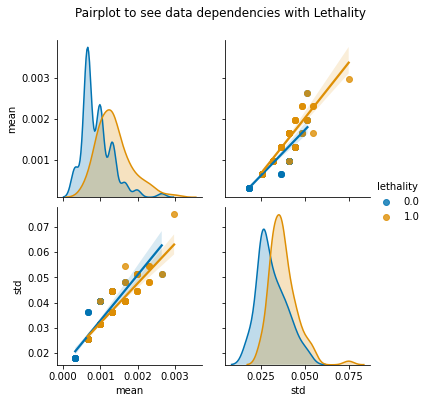 Pairplot to see data dependencies with Lethality
0.003
0.002
0.001
mean
lethality
0.0
1.0
0.07
0.06
0.05
0.04
0.03
0.02
std
0.000 0.001 0.002 0.003
mean
0.025 0.050 0.075
std